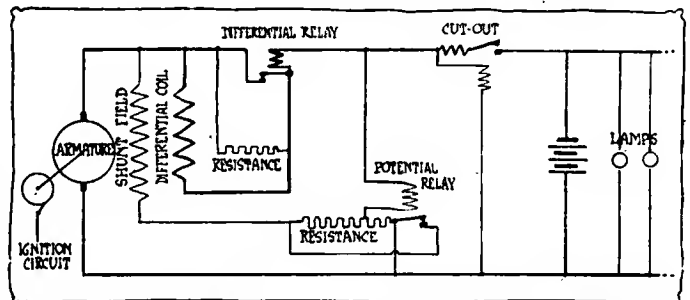 DIFFERENTIAL RELAY
CUT-OUT
ARMATURE
SHUNT FIELD
DIFFERENTIAL COIL
RESISTANCE
POTENTIAL
RELAY
LAMPS
RESISTANCE
IGNITION
CIRCUIT